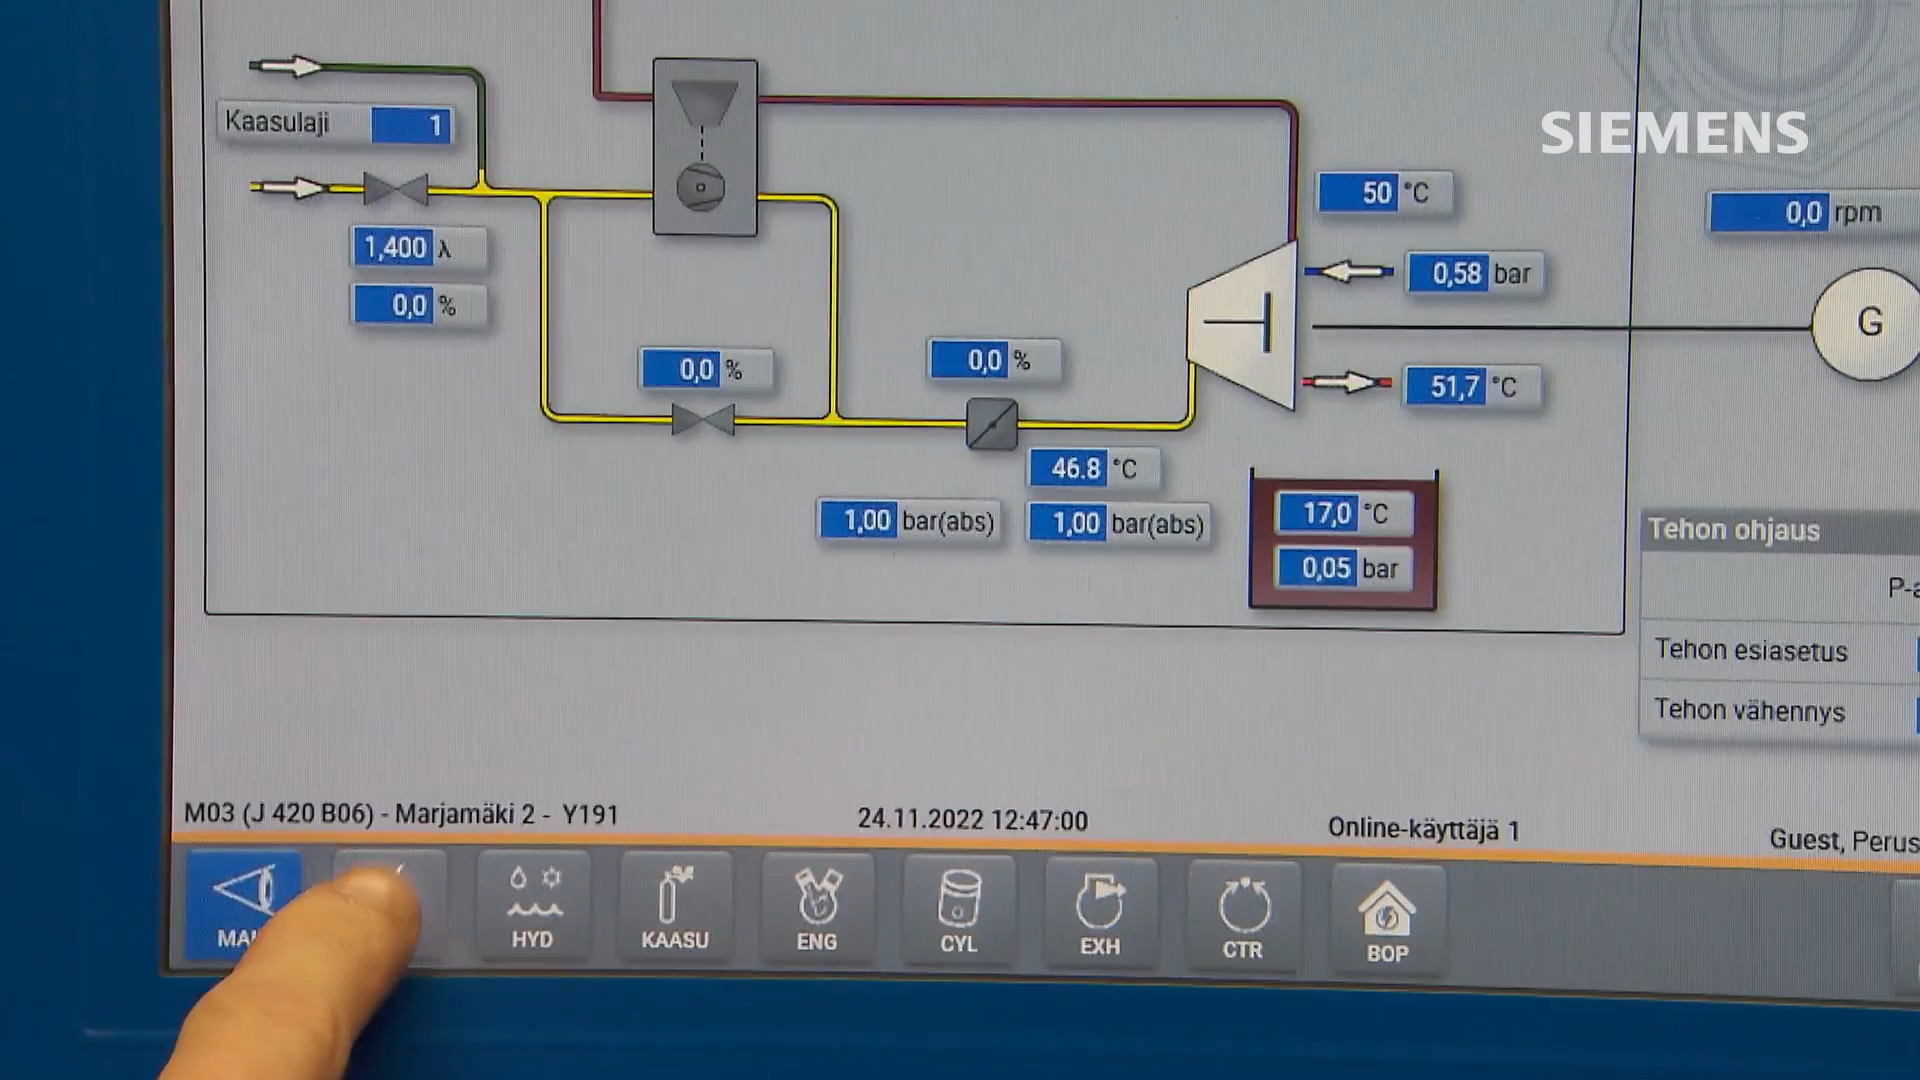 SIEMENS
Kaasulaji 1
50 °C
0,0 rpm
1,400 λ
0,58 bar
0,0 %
G
0,0 %
0,0 %
51,7 °C
46.8 °C
1,00 bar(abs)
1,00 bar(abs)
17,0 °C
0,05 bar
Tehon ohjaus
Tehon esiasetus
Tehon vähennys
M03 (J 420 B06) - Marjamäki 2 - Y191
24.11.2022 12:47:00
Online-käyttäjä 1
Guest,
HYD
KAASU
ENG
CYL
EXH
CTR
BOP